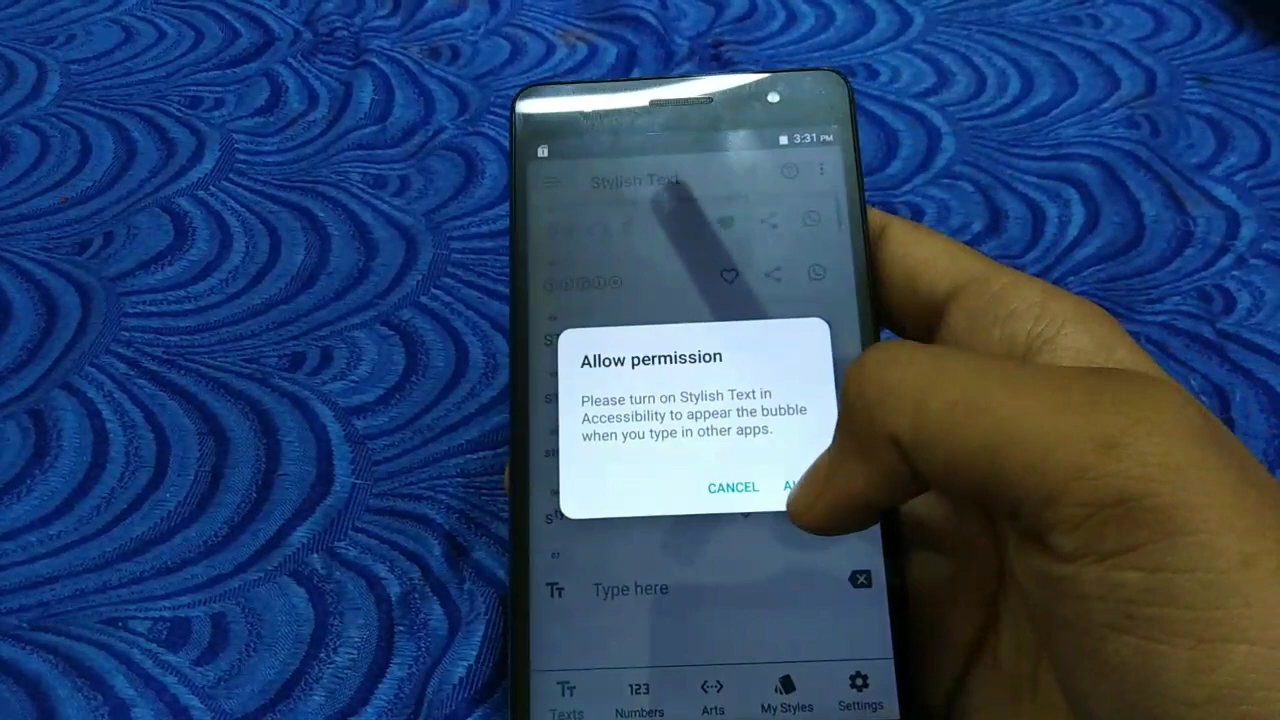 3:31 PM
Stylish Text
Allow permission
Please turn on Stylish Text in
Accessibility to appear the bubble
when you type in other apps.
CANCEL
Type here
Texts
123
Numbers
Arts
My Styles
Settings